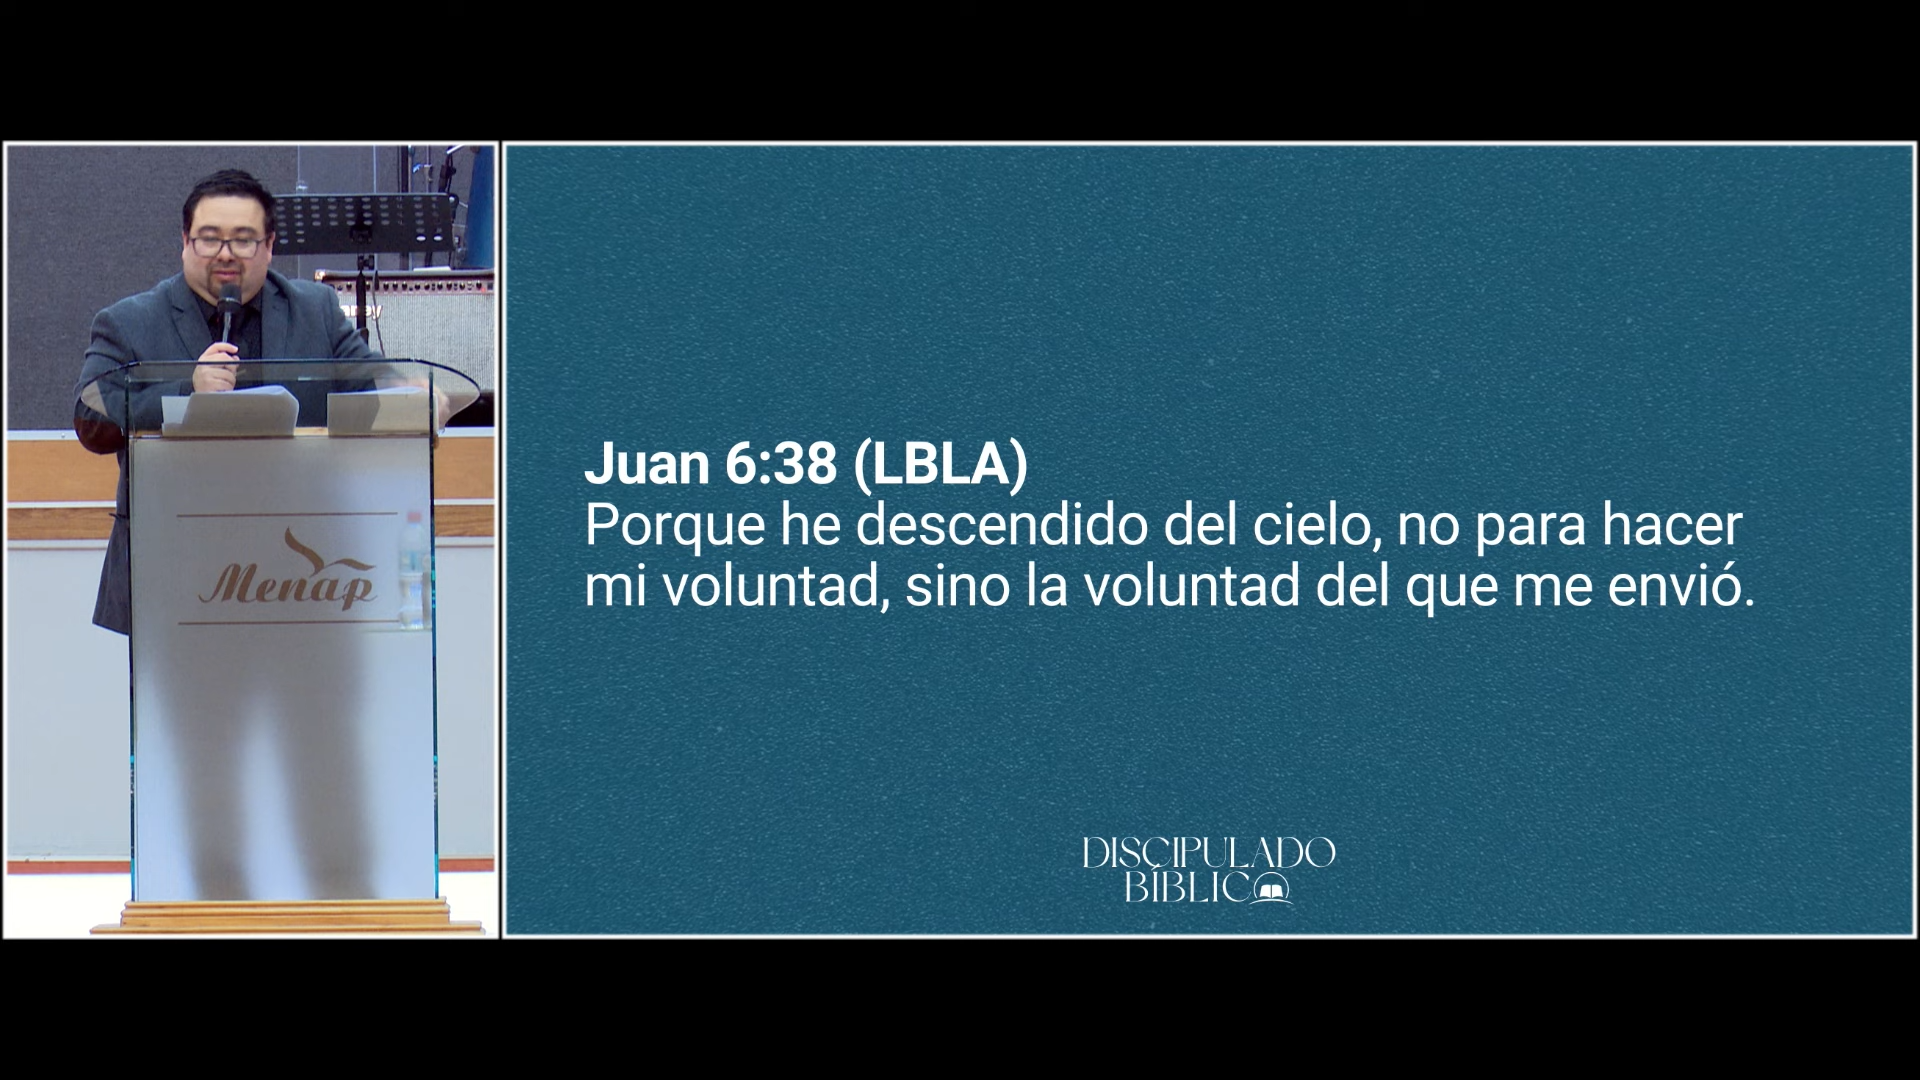 Menap
Juan 6:38 (LBLA)
Porque he descendido del cielo, no para hacer
mi voluntad, sino la voluntad del que me envió.
DISCIPULADO
BÍBLICO